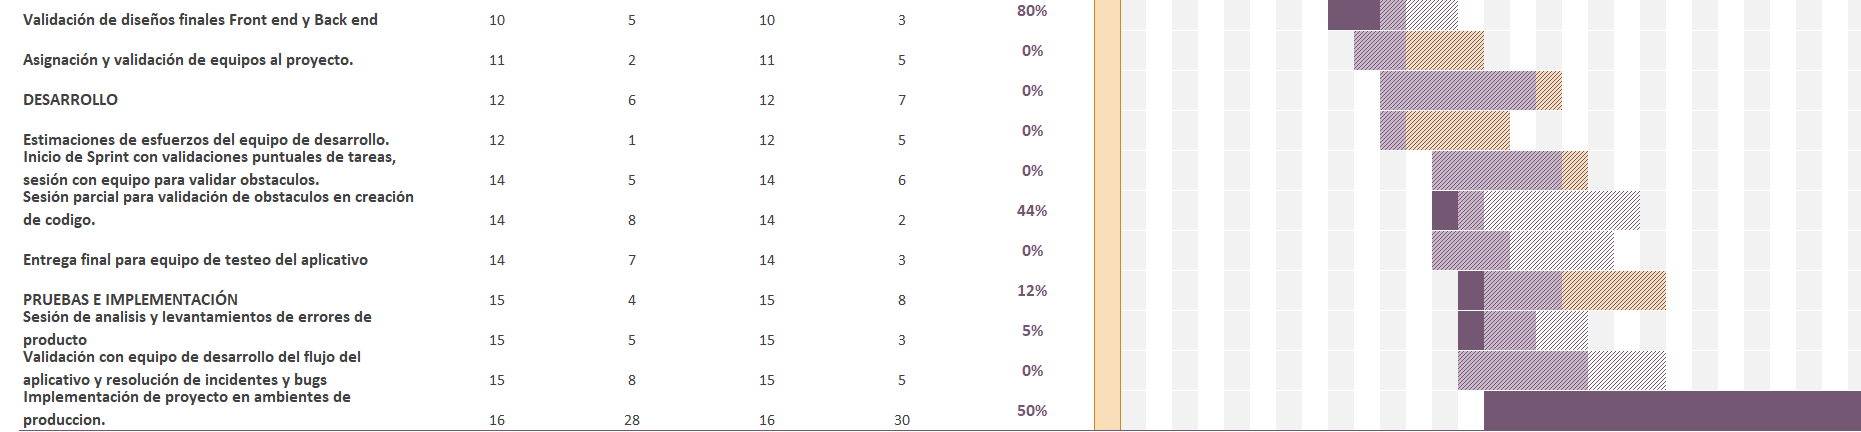 Validación de diseños finales Front end y Back end 10 5 10 3 80%
Asignación y validación de equipos al proyecto. 11 2 11 5 0%
DESARROLLO 12 6 12 7 0%
Estimaciones de esfuerzos del equipo de desarrollo. 12 1 12 5 0%
Inicio de Sprint con validaciones puntuales de tareas,
sesión con equipo para validar obstaculos. 14 5 14 6 0%
Sesión parcial para validación de obstaculos en creación
de codigo. 14 8 14 2 44%
Entrega final para equipo de testeo del aplicativo 14 7 14 3 0%
PRUEBAS E IMPLEMENTACIÓN 15 4 15 8 12%
Sesión de analisis y levantamientos de errores de
producto 15 5 15 3 5%
Validación con equipo de desarrollo del flujo del
aplicativo y resolución de incidentes y bugs 15 8 15 5 0%
Implementación de proyecto en ambientes de
produccion. 16 28 16 30 50%